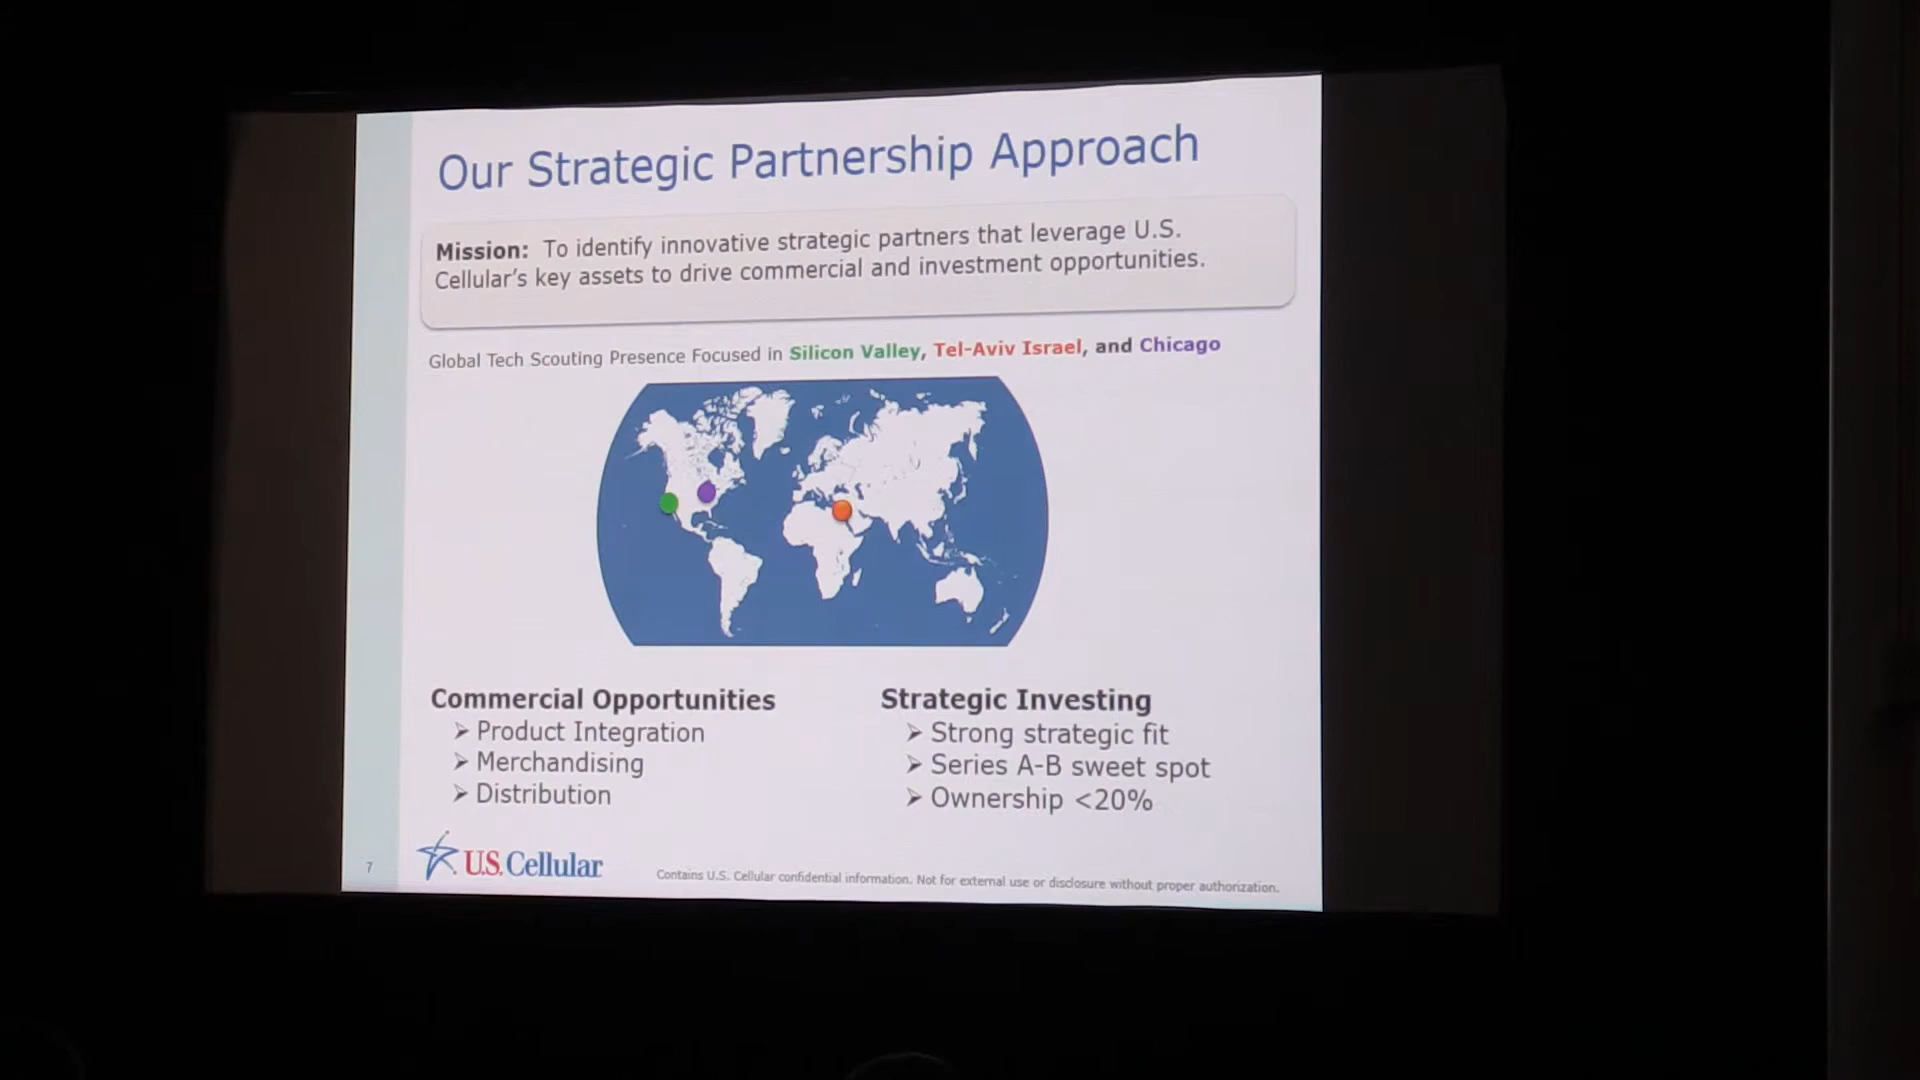 Our Strategic Partnership Approach
Mission: To identify innovative strategic partners that leverage U.S.
Cellular's key assets to drive commercial and investment opportunities.
Global Tech Scouting Presence Focused in Silicon Valley, Tel-Aviv Israel, and Chicago
Commercial Opportunities
➢ Product Integration
➢ Merchandising
➢ Distribution
Strategic Investing
➢ Strong strategic fit
➢ Series A-B sweet spot
➢ Ownership <20%
7
U.S. Cellular
Contains U.S. Cellular confidential information. Not for external use or disclosure without proper authorization.